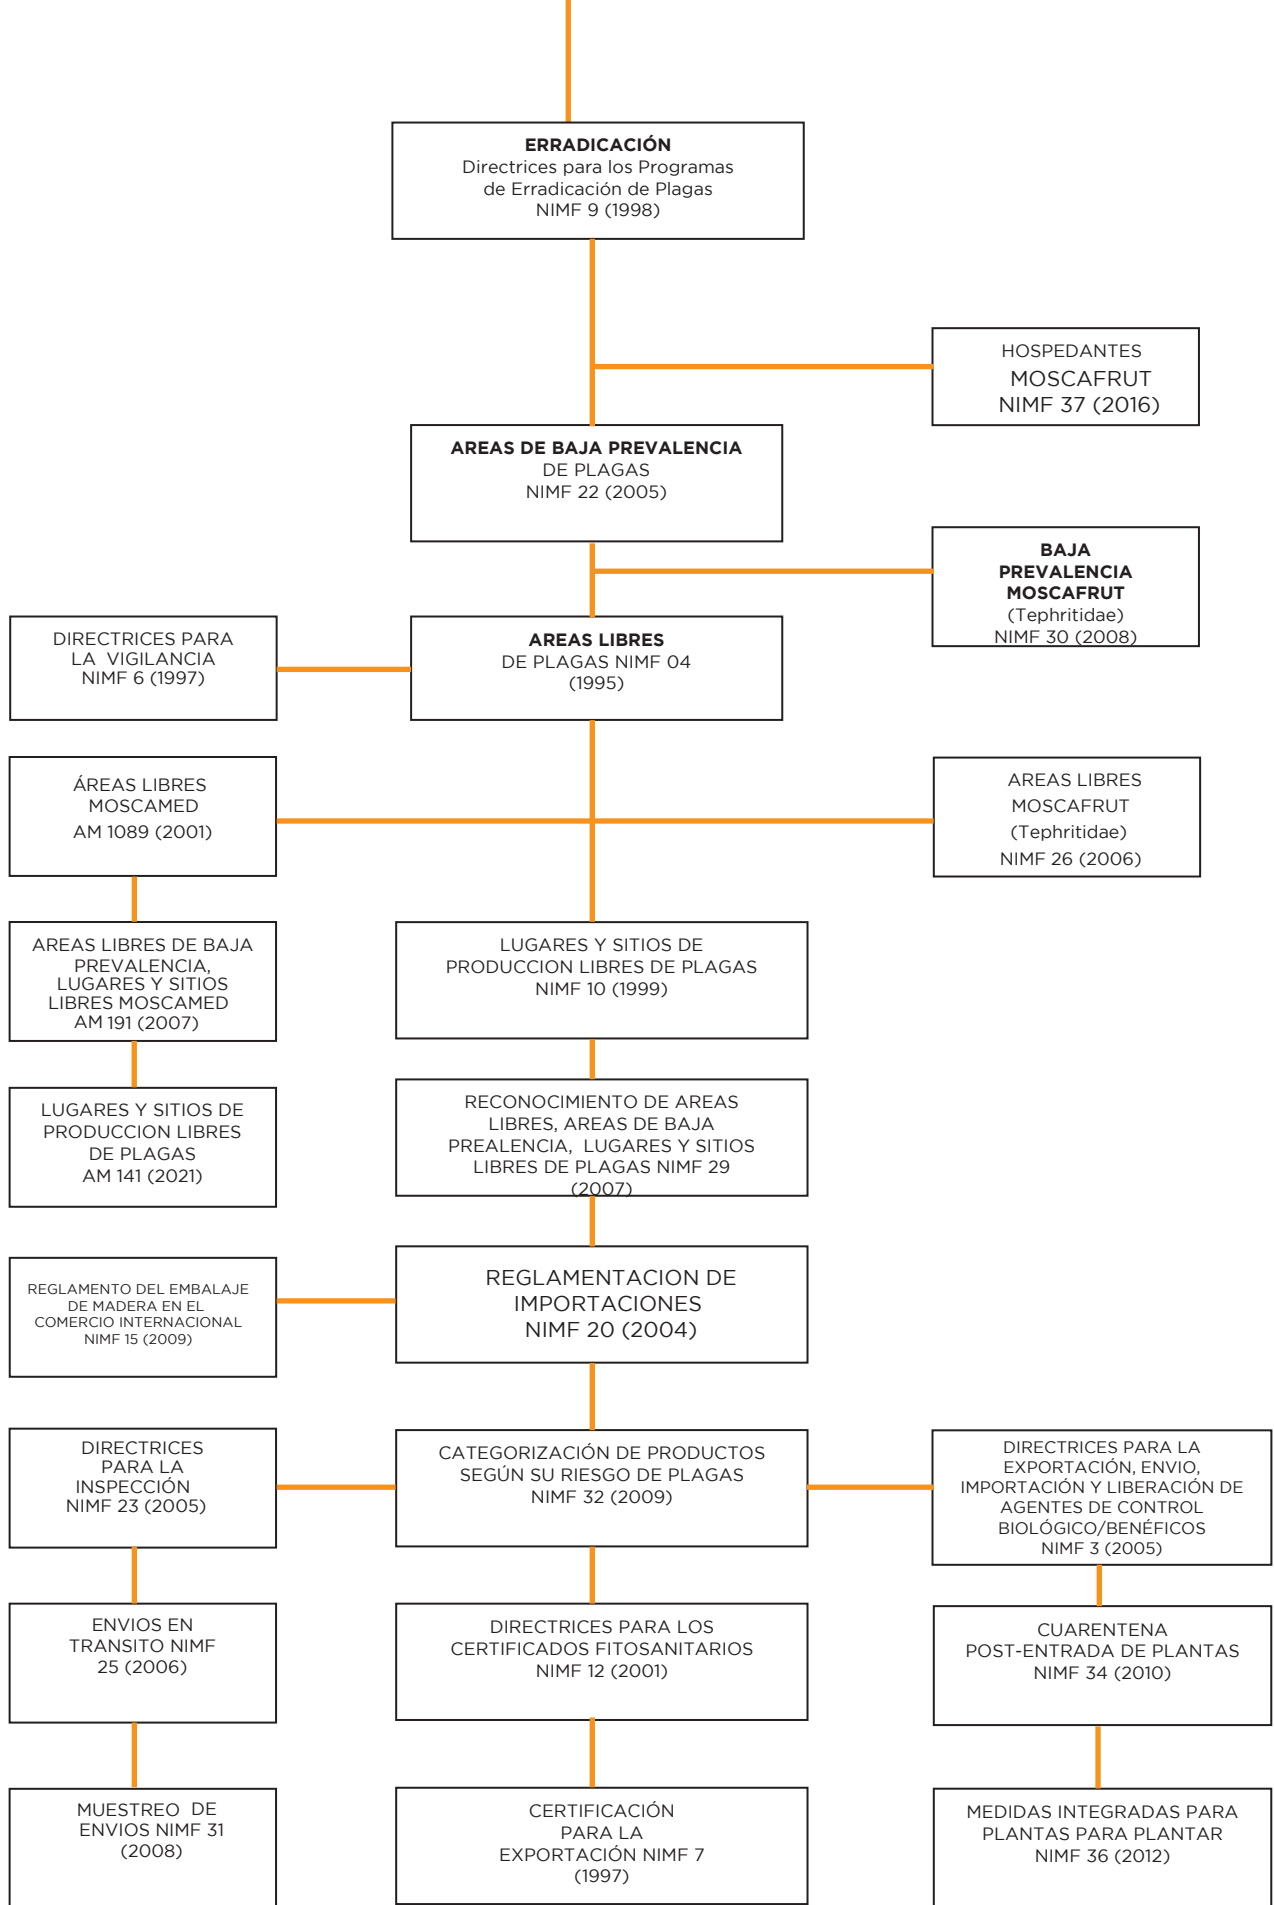 ERRADICACIÓN
Directrices para los Programas
de Erradicación de Plagas
NIMF 9 (1998)
HOSPEDANTES
MOSCAFRUT
NIMF 37 (2016)
AREAS DE BAJA PREVALENCIA
DE PLAGAS
NIMF 22 (2005)
BAJA
PREVALENCIA
MOSCAFRUT
(Tephritidae)
NIMF 30 (2008)
DIRECTRICES PARA
LA VIGILANCIA
NIMF 6 (1997)
AREAS LIBRES
DE PLAGAS NIMF 04
(1995)
ÁREAS LIBRES
MOSCAMED
AM 1089 (2001)
AREAS LIBRES
MOSCAFRUT
(Tephritidae)
NIMF 26 (2006)
AREAS LIBRES DE BAJA
PREVALENCIA,
LUGARES Y SITIOS
LIBRES MOSCAMED
AM 191 (2007)
LUGARES Y SITIOS DE
PRODUCCION LIBRES DE PLAGAS
NIMF 10 (1999)
LUGARES Y SITIOS DE
PRODUCCION LIBRES
DE PLAGAS
AM 141 (2021)
RECONOCIMIENTO DE AREAS
LIBRES, AREAS DE BAJA
PREALENCIA, LUGARES Y SITIOS
LIBRES DE PLAGAS NIMF 29
(2007)
REGLAMENTO DEL EMBALAJE
DE MADERA EN EL
COMERCIO INTERNACIONAL
NIMF 15 (2009)
REGLAMENTACION DE
IMPORTACIONES
NIMF 20 (2004)
DIRECTRICES
PARA LA
INSPECCIÓN
NIMF 23 (2005)
CATEGORIZACIÓN DE PRODUCTOS
SEGÚN SU RIESGO DE PLAGAS
NIMF 32 (2009)
DIRECTRICES PARA LA
EXPORTACIÓN, ENVIO,
IMPORTACIÓN Y LIBERACIÓN DE
AGENTES DE CONTROL
BIOLÓGICO/BENÉFICOS
NIMF 3 (2005)
ENVIOS EN
TRANSITO NIMF
25 (2006)
DIRECTRICES PARA LOS
CERTIFICADOS FITOSANITARIOS
NIMF 12 (2001)
CUARENTENA
POST-ENTRADA DE PLANTAS
NIMF 34 (2010)
MUESTREO DE
ENVIOS NIMF 31
(2008)
CERTIFICACIÓN
PARA LA
EXPORTACIÓN NIMF 7
(1997)
MEDIDAS INTEGRADAS PARA
PLANTAS PARA PLANTAR
NIMF 36 (2012)